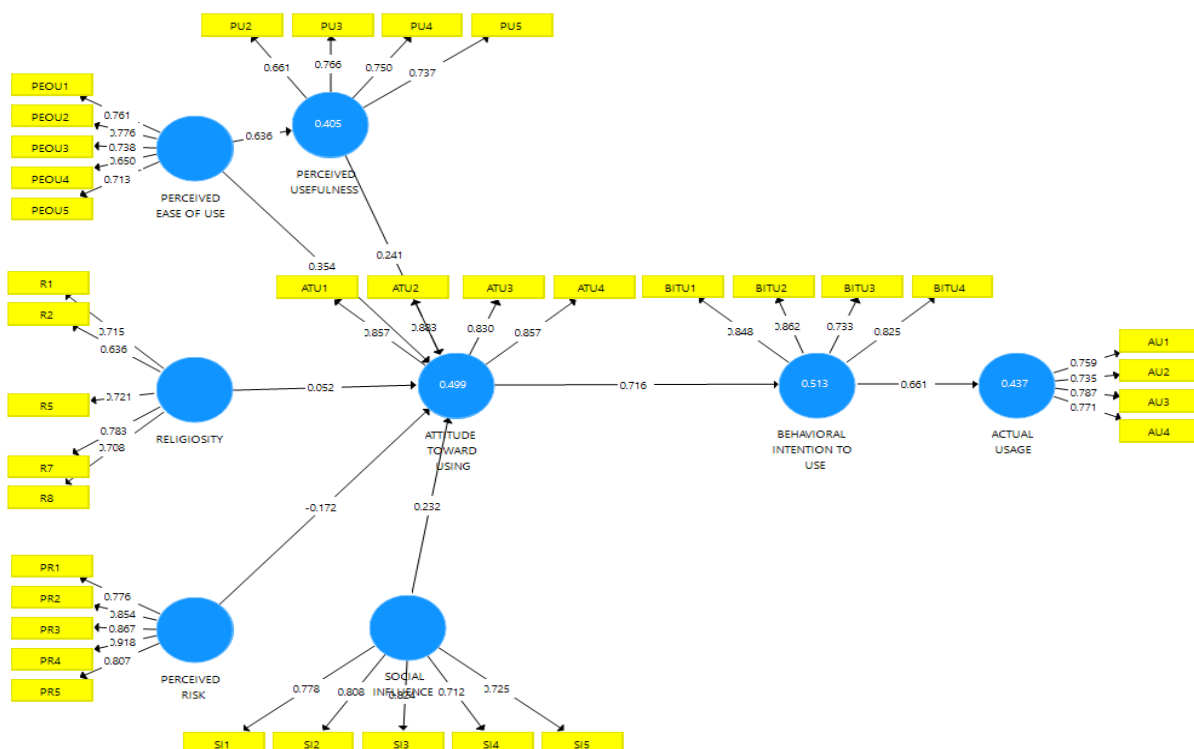 PU2 PU3 PU4 PU5
0.661 0.766 0.750 0.737
PEOU1
PEOU2
PEOU3
PEOU4
PEOU5
0.761
0.776
0.738
0.650
0.713
PERCEIVED
EASE OF USE
0.636
0.405
PERCEIVED
USEFULNESS
0.354
0.241
R1
R2
R5
R7
R8
0.715
0.636
0.721
0.783
0.708
RELIGIOSITY
0.052
ATU1 ATU2 ATU3 ATU4
0.857 0.883 0.830 0.857
0.499
ATTITUDE
TOWARD
USING
0.716
BITU1 BITU2 BITU3 BITU4
0.848 0.862 0.733 0.825
0.513
BEHAVIORAL
INTENTION TO
USE
0.661
0.437
ACTUAL
USAGE
0.759
0.735
0.787
0.771
AU1
AU2
AU3
AU4
-0.172
0.232
PR1
PR2
PR3
PR4
PR5
0.776
0.854
0.867
0.918
0.807
PERCEIVED
RISK
SOCIAL
INFLUENCE
0.778 0.808 0.824 0.712 0.725
SI1 SI2 SI3 SI4 SI5